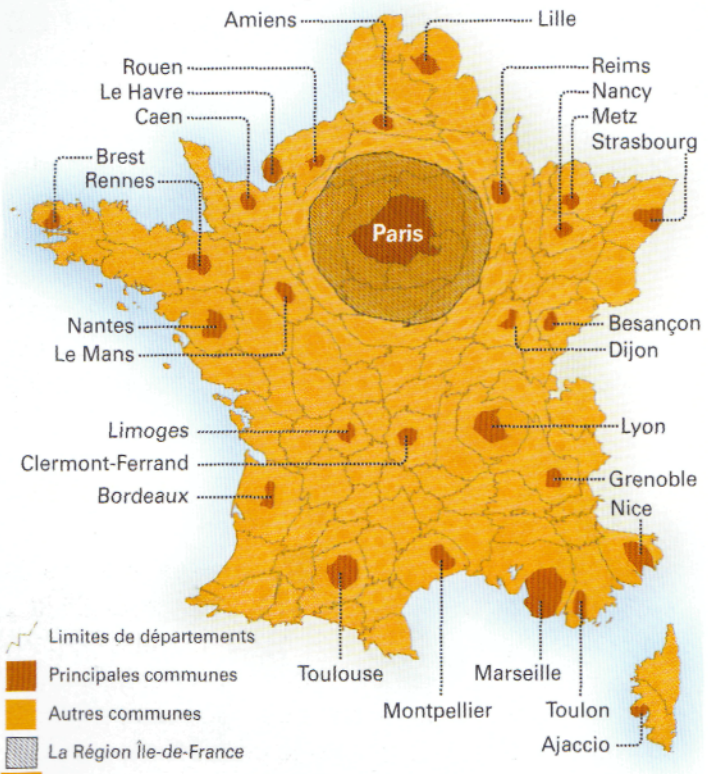 Amiens
Lille
Rouen
Reims
Le Havre
Nancy
Caen
Metz
Strasbourg
Brest
Rennes
Paris
Nantes
Besançon
Le Mans
Dijon
Limoges
Lyon
Clermont-Ferrand
Grenoble
Bordeaux
Nice
Limites de départements
Principales communes
Toulouse
Marseille
Autres communes
Montpellier
Toulon
La Région Île-de-France
Ajaccio